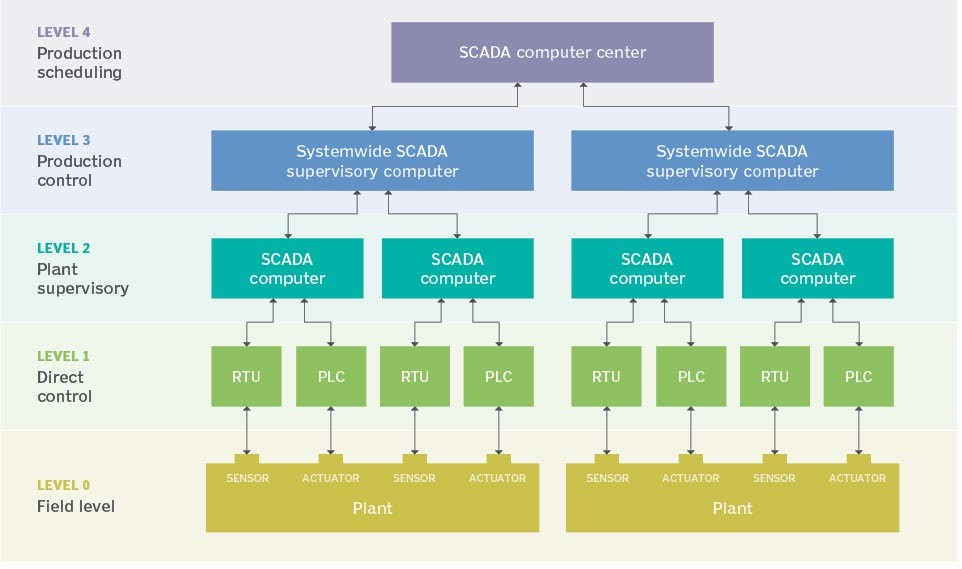 LEVEL 4
Production
scheduling
SCADA computer center
LEVEL 3
Production
control
Systemwide SCADA
supervisory computer
Systemwide SCADA
supervisory computer
LEVEL 2
Plant
supervisory
SCADA
computer
SCADA
computer
SCADA
computer
SCADA
computer
LEVEL 1
Direct
control
RTU
PLC
RTU
PLC
RTU
PLC
RTU
PLC
LEVEL 0
Field level
SENSOR
ACTUATOR
SENSOR
ACTUATOR
Plant
SENSOR
ACTUATOR
SENSOR
ACTUATOR
Plant